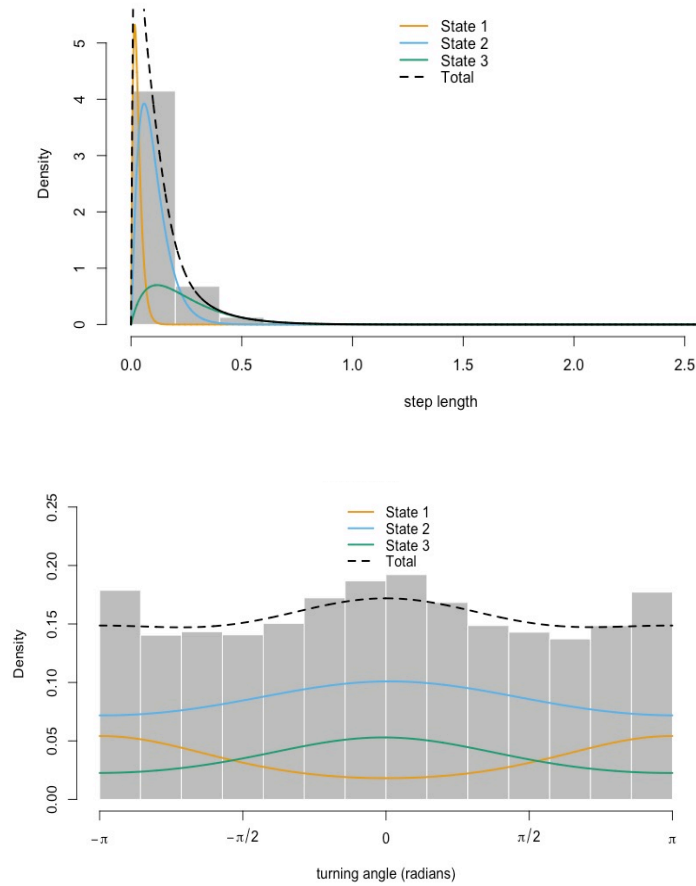 State 1
State 2
State 3
Total
5
4
3
2
1
0
Density
0.0 0.5 1.0 1.5 2.0 2.5
step length
State 1
State 2
State 3
Total
0.25
0.20
0.15
0.10
0.05
0.00
Density
−π −π/2 0 π/2 π
turning angle (radians)